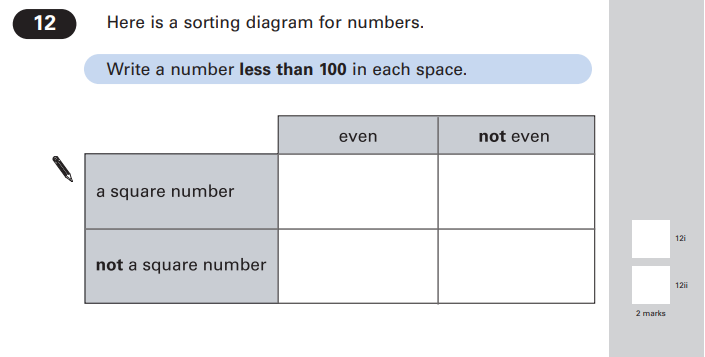 12
Here is a sorting diagram for numbers.
Write a number less than 100 in each space.
even
not even
a square number
not a square number
12i
12ii
2 marks